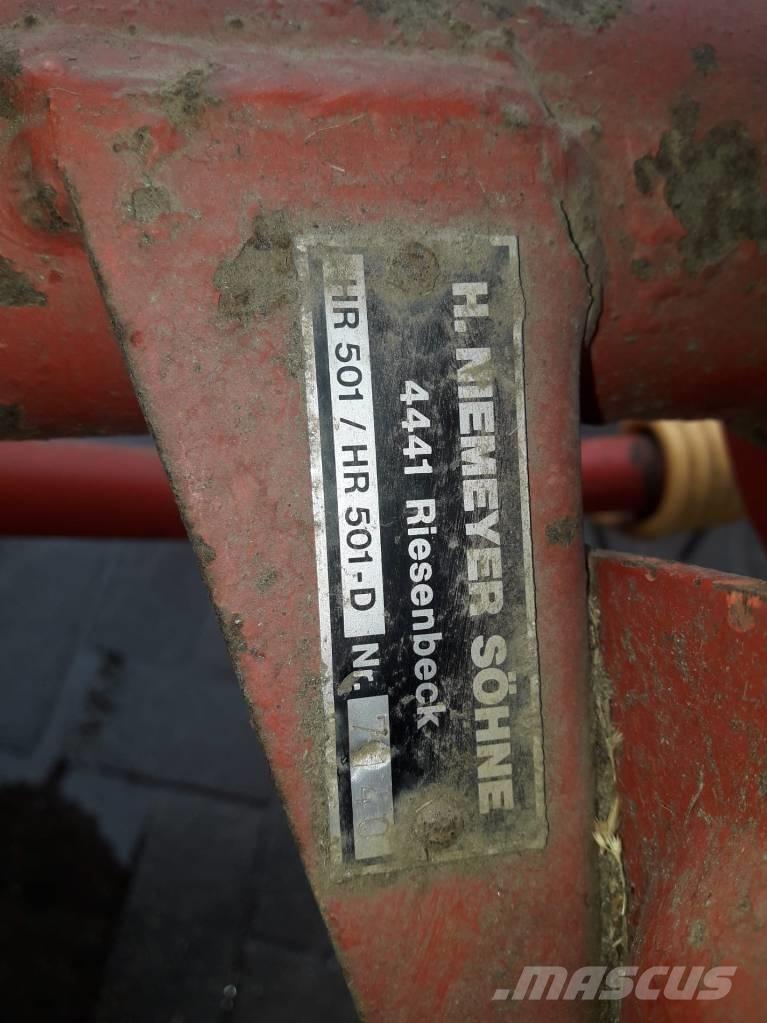 H. NIEMEYER SÖHNE
4441 Riesenbeck
HR 501 / HR 501-D Nr.
MASCUS